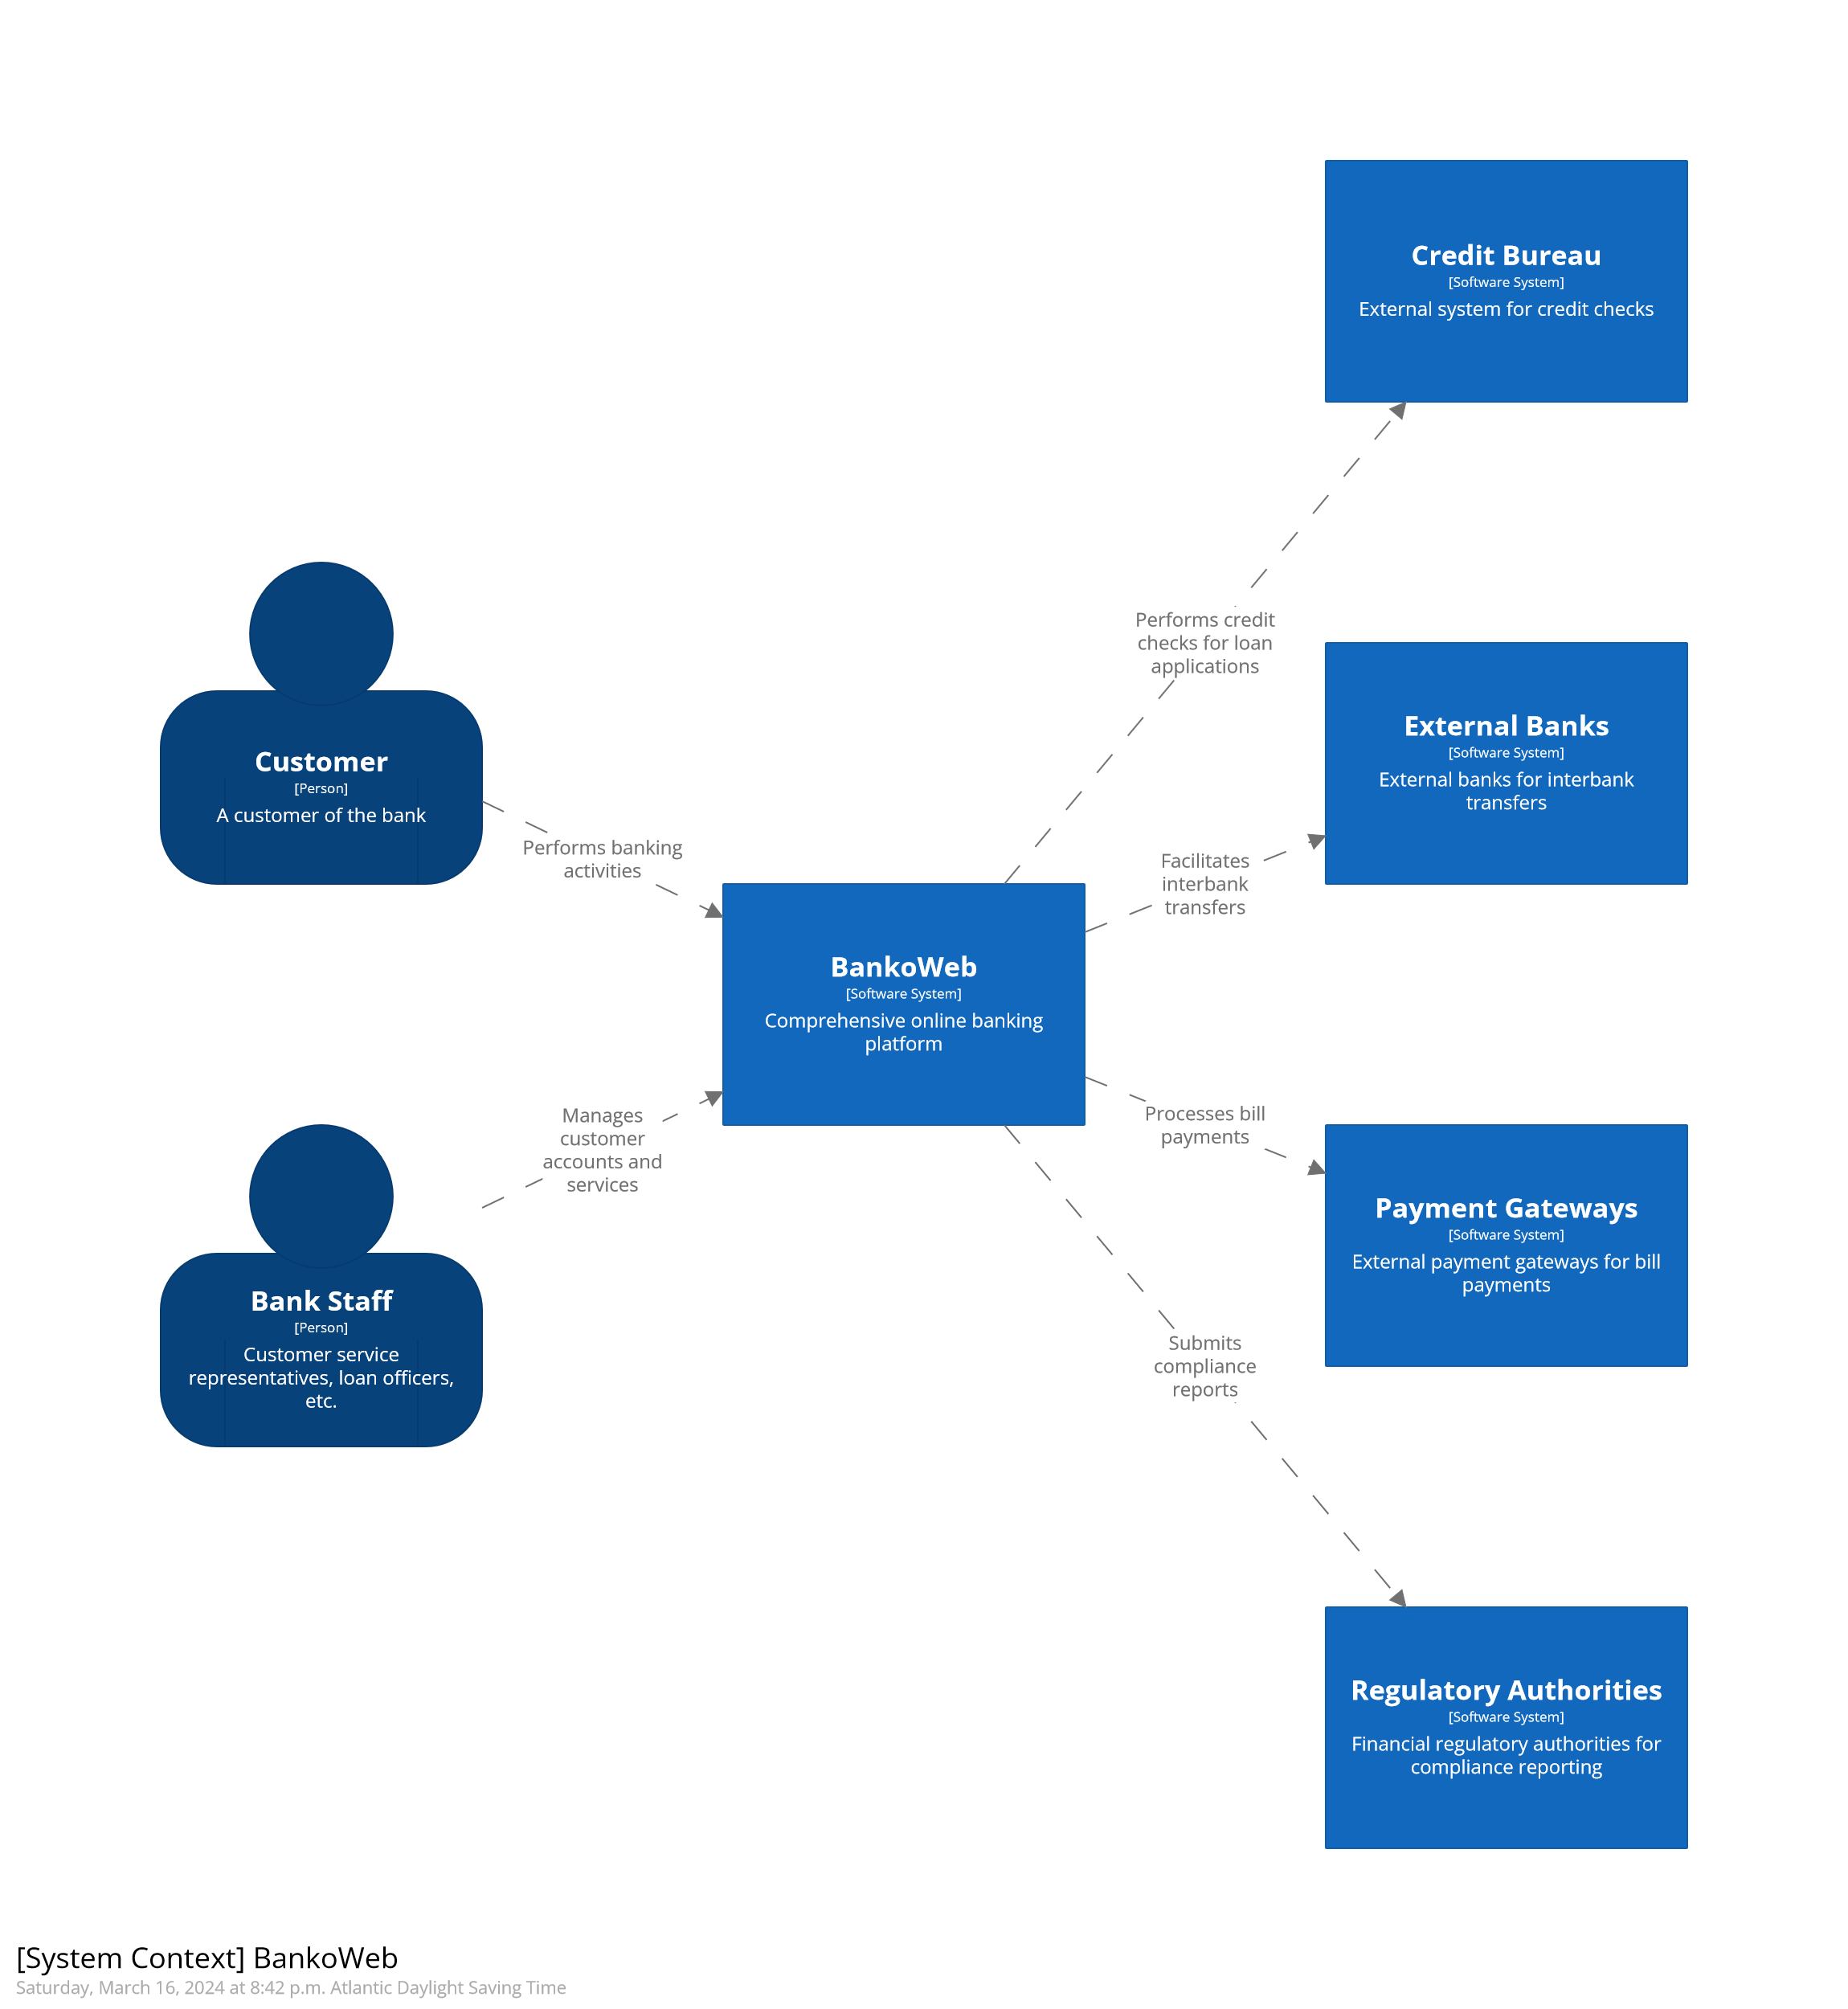 Credit Bureau
[Software System]
External system for credit checks
Performs credit
checks for loan
applications
External Banks
[Software System]
External banks for interbank
transfers
Customer
[Person]
A customer of the bank
Performs banking
activities
Facilitates
interbank
transfers
BankoWeb
[Software System]
Comprehensive online banking
platform
Manages
customer
accounts and
services
Processes bill
payments
Payment Gateways
[Software System]
External payment gateways for bill
payments
Bank Staff
[Person]
Customer service
representatives, loan officers,
etc.
Submits
compliance
reports
Regulatory Authorities
[Software System]
Financial regulatory authorities for
compliance reporting
[System Context] BankoWeb
Saturday, March 16, 2024 at 8:42 p.m. Atlantic Daylight Saving Time